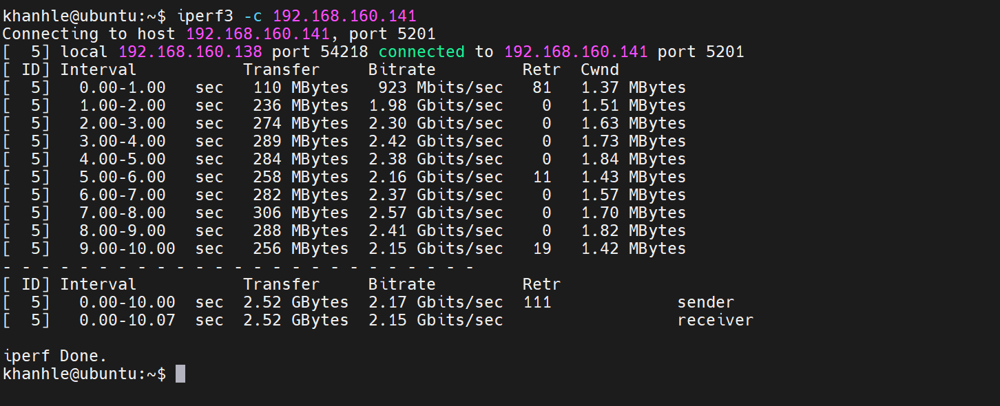 khanhle@ubuntu:~$ iperf3 -c 192.168.160.141
Connecting to host 192.168.160.141, port 5201
[  5] local 192.168.160.138 port 54218 connected to 192.168.160.141 port 5201
[ ID] Interval           Transfer     Bitrate         Retr  Cwnd
[  5]   0.00-1.00   sec   110 MBytes   923 Mbits/sec   81   1.37 MBytes
[  5]   1.00-2.00   sec   236 MBytes  1.98 Gbits/sec    0   1.51 MBytes
[  5]   2.00-3.00   sec   274 MBytes  2.30 Gbits/sec    0   1.63 MBytes
[  5]   3.00-4.00   sec   289 MBytes  2.42 Gbits/sec    0   1.73 MBytes
[  5]   4.00-5.00   sec   284 MBytes  2.38 Gbits/sec    0   1.84 MBytes
[  5]   5.00-6.00   sec   258 MBytes  2.16 Gbits/sec   11   1.43 MBytes
[  5]   6.00-7.00   sec   282 MBytes  2.37 Gbits/sec    0   1.57 MBytes
[  5]   7.00-8.00   sec   306 MBytes  2.57 Gbits/sec    0   1.70 MBytes
[  5]   8.00-9.00   sec   288 MBytes  2.41 Gbits/sec    0   1.82 MBytes
[  5]   9.00-10.00  sec   256 MBytes  2.15 Gbits/sec   19   1.42 MBytes
- - - - - - - - - - - - - - - - - - - - - - - - -
[ ID] Interval           Transfer     Bitrate         Retr
[  5]   0.00-10.00  sec  2.52 GBytes  2.17 Gbits/sec  111             sender
[  5]   0.00-10.07  sec  2.52 GBytes  2.15 Gbits/sec                  receiver

iperf Done.
khanhle@ubuntu:~$